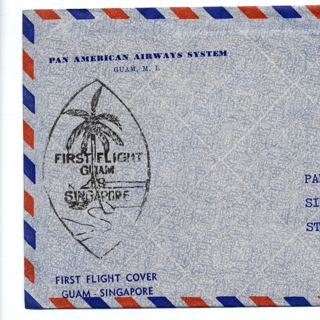 PAN AMERICAN AIRWAYS SYSTEM
GUAM, M. I.
FIRST FLIGHT
GUAM
SINGAPORE
PA
SI
ST
FIRST FLIGHT COVER
GUAM - SINGAPORE